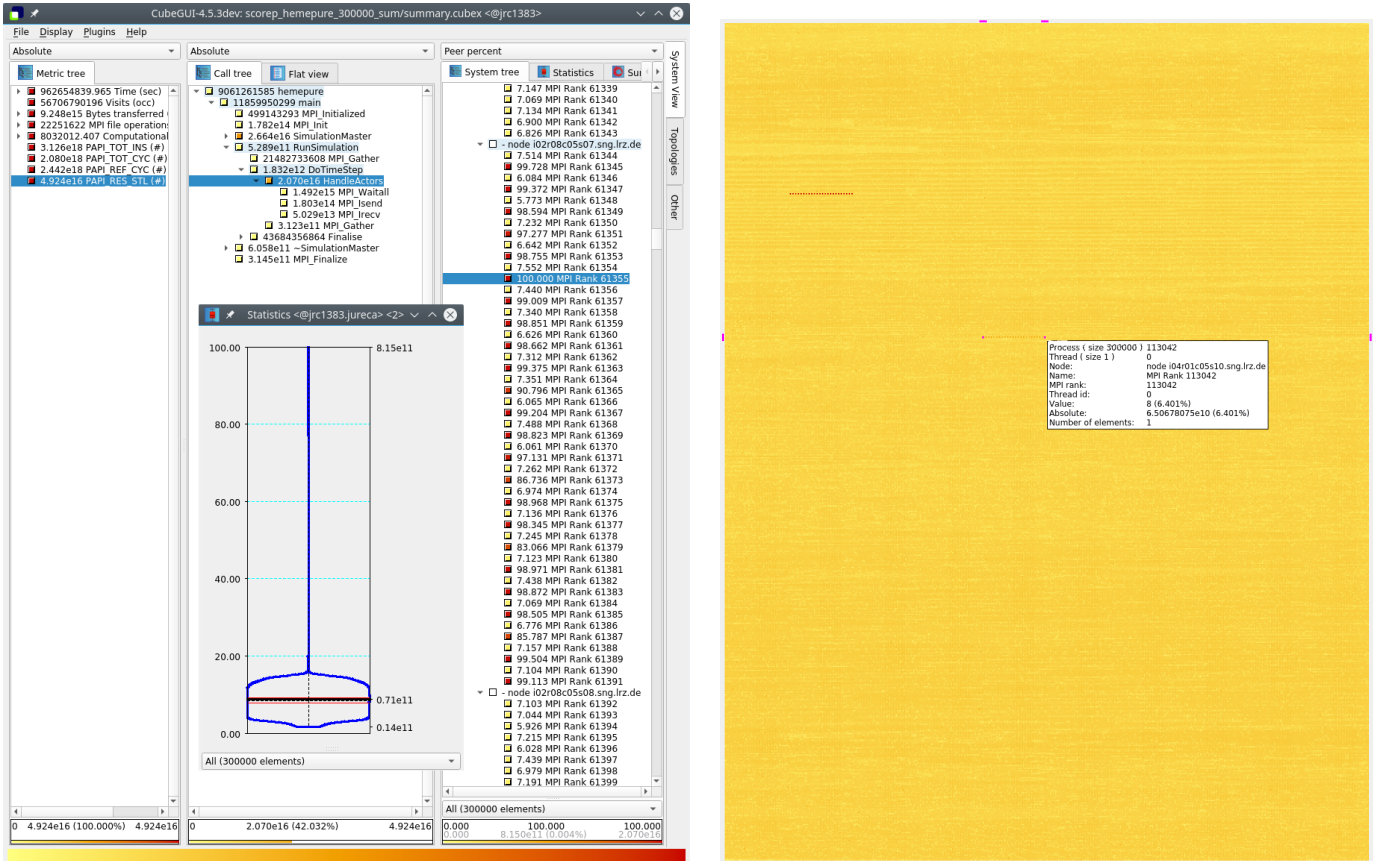 CubeGUI-4.5.3dev: scorep_hemepure_300000_sum/summary.cubex <@jrc1383>
File Display Plugins Help
Absolute
Metric tree
962654839.965 Time (sec)
56706790196 Visits (occ)
9.248e15 Bytes transferred
22251622 MPI file operation
8032012.407 Computational
3.126e18 PAPI_TOT_INS (#)
2.080e18 PAPI_TOT_CYC (#)
2.442e18 PAPI_REF_CYC (#)
4.924e16 PAPI_RES_STL (#)
0 4.924e16 (100.000%) 4.924e16
Absolute
Call tree Flat view
9061261585 hemepure
11859950299 main
499143293 MPI_Initialized
1.782e14 MPI_Init
2.664e16 SimulationMaster
5.289e11 RunSimulation
21482733608 MPI_Gather
1.832e12 DoTimeStep
2.070e16 HandleActors
1.492e15 MPI_Waitall
1.803e14 MPI_Isend
5.029e13 MPI_Irecv
3.123e11 MPI_Gather
43684356864 Finalise
6.058e11 ~SimulationMaster
3.145e11 MPI_Finalize
0 2.070e16 (42.032%) 4.924e16
Peer percent
System tree Statistics Su
7.147 MPI Rank 61339
7.069 MPI Rank 61340
7.134 MPI Rank 61341
6.900 MPI Rank 61342
6.826 MPI Rank 61343
- node i02r08c05s07.sng.lrz.de
7.514 MPI Rank 61344
99.728 MPI Rank 61345
6.084 MPI Rank 61346
99.372 MPI Rank 61347
5.773 MPI Rank 61348
98.594 MPI Rank 61349
7.232 MPI Rank 61350
97.277 MPI Rank 61351
6.642 MPI Rank 61352
98.755 MPI Rank 61353
7.552 MPI Rank 61354
100.000 MPI Rank 61355
7.440 MPI Rank 61356
99.009 MPI Rank 61357
7.340 MPI Rank 61358
98.851 MPI Rank 61359
6.626 MPI Rank 61360
98.662 MPI Rank 61361
7.312 MPI Rank 61362
99.375 MPI Rank 61363
7.351 MPI Rank 61364
90.796 MPI Rank 61365
6.065 MPI Rank 61366
99.204 MPI Rank 61367
7.488 MPI Rank 61368
98.823 MPI Rank 61369
6.061 MPI Rank 61370
97.131 MPI Rank 61371
7.262 MPI Rank 61372
86.736 MPI Rank 61373
6.974 MPI Rank 61374
98.968 MPI Rank 61375
7.136 MPI Rank 61376
98.345 MPI Rank 61377
7.245 MPI Rank 61378
83.066 MPI Rank 61379
7.123 MPI Rank 61380
98.971 MPI Rank 61381
7.438 MPI Rank 61382
98.872 MPI Rank 61383
7.069 MPI Rank 61384
98.505 MPI Rank 61385
6.776 MPI Rank 61386
85.787 MPI Rank 61387
7.157 MPI Rank 61388
99.504 MPI Rank 61389
7.104 MPI Rank 61390
99.113 MPI Rank 61391
- node i02r08c05s08.sng.lrz.de
7.103 MPI Rank 61392
7.044 MPI Rank 61393
5.926 MPI Rank 61394
7.215 MPI Rank 61395
6.028 MPI Rank 61396
7.439 MPI Rank 61397
6.979 MPI Rank 61398
7.191 MPI Rank 61399
All (300000 elements)
0.000 100.000 100.000
0.000 8.150e11 (0.004%) 2.070e16
System View
Topologies
Other
Statistics <@jrc1383.jureca> <2>
100.00 8.15e11
80.00
60.00
40.00
20.00
0.71e11
0.14e11
0.00
All (300000 elements)
Process ( size 300000 ) 113042
Thread ( size 1 ) 0
Node: node i04r01c05s10.sng.lrz.de
Name: MPI Rank 113042
MPI rank: 113042
Thread id: 0
Value: 8 (6.401%)
Absolute: 6.50678075e10 (6.401%)
Number of elements: 1